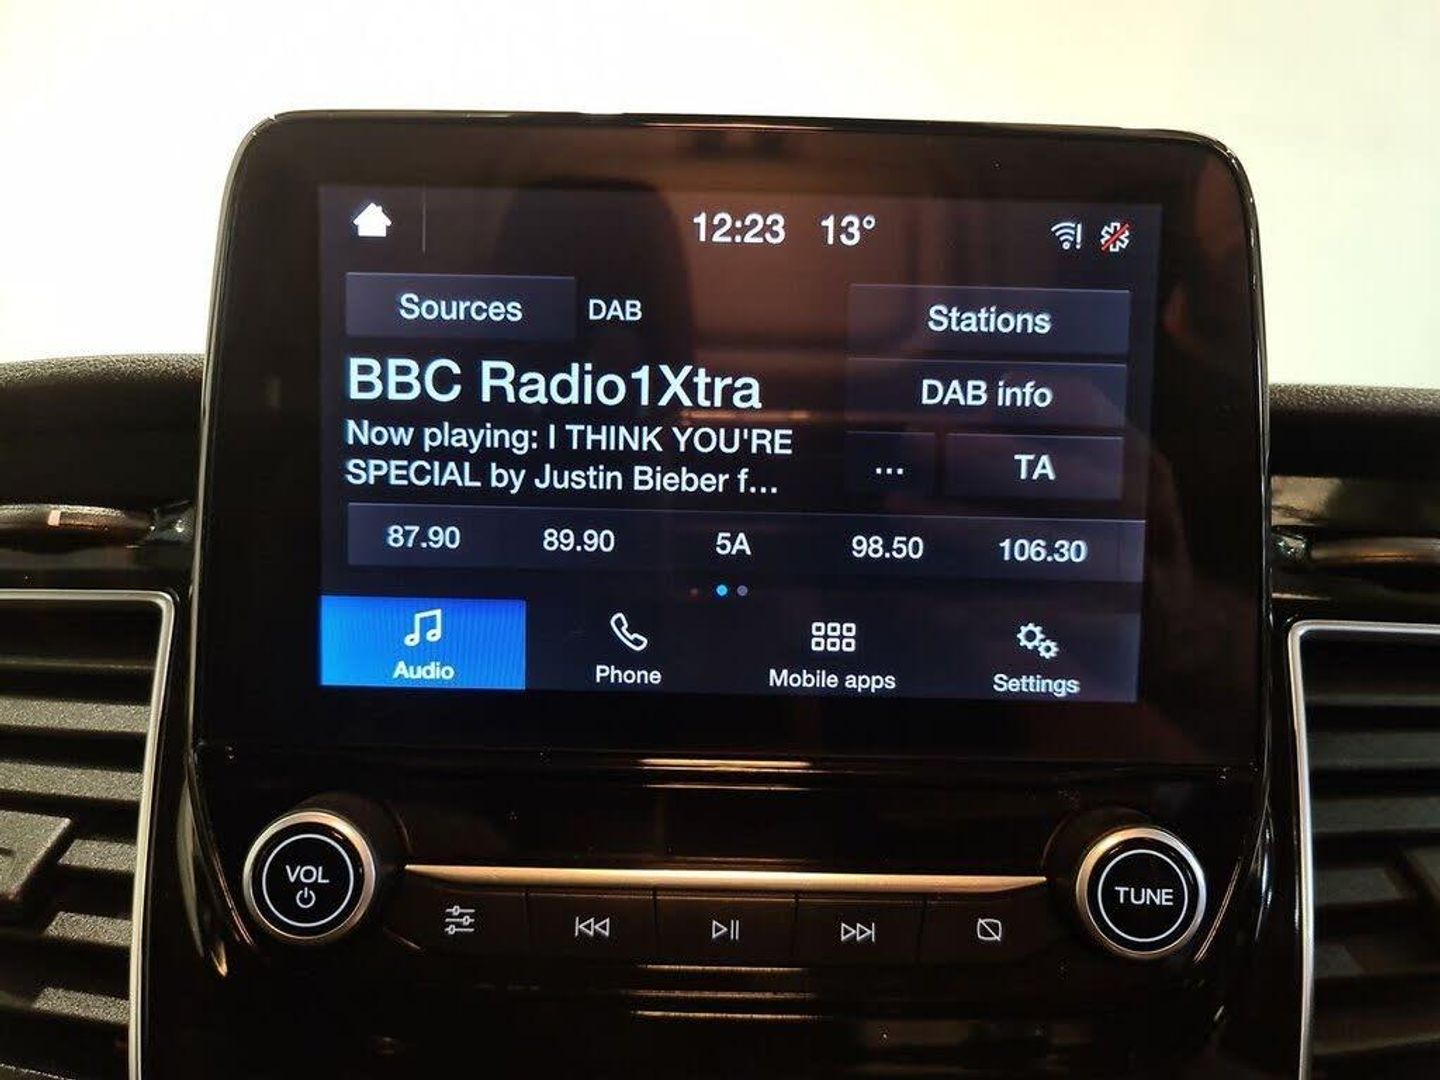 12:23 13°
Sources DAB Stations
BBC Radio1Xtra
DAB info
Now playing: I THINK YOU'RE
SPECIAL by Justin Bieber f...
... TA
87.90 89.90 5A 98.50 106.30
Audio Phone Mobile apps Settings
VOL
TUNE